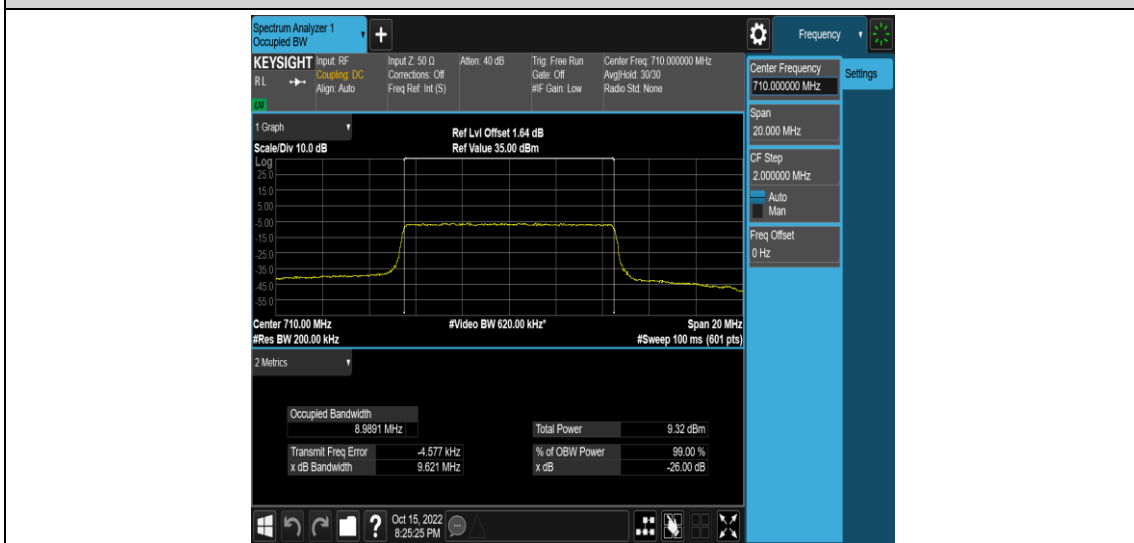 Spectrum Analyzer 1
Occupied BW
+
Frequency
KEYSIGHT
RL
LXI
Input: RF
Coupling: DC
Align: Auto
Input Z: 50 Ω
Corrections: Off
Freq Ref: Int (S)
Atten: 40 dB
Trig: Free Run
Gate: Off
#IF Gain: Low
Center Freq: 710.000000 MHz
Avg|Hold: 30/30
Radio Std: None
Center Frequency
710.000000 MHz
Settings
Span
20.000 MHz
CF Step
2.000000 MHz
Auto
Man
Freq Offset
0 Hz
1 Graph
Ref Lvl Offset 1.64 dB
Scale/Div 10.0 dB
Ref Value 35.00 dBm
Log
25.0
15.0
5.00
-5.00
-15.0
-25.0
-35.0
-45.0
-55.0
Center 710.00 MHz
#Video BW 620.00 kHz*
Span 20 MHz
#Res BW 200.00 kHz
#Sweep 100 ms (601 pts)
2 Metrics
Occupied Bandwidth
8.9891 MHz
Total Power 9.32 dBm
Transmit Freq Error -4.577 kHz
% of OBW Power 99.00 %
x dB Bandwidth 9.621 MHz
x dB -26.00 dB
?
Oct 15, 2022
8:25:25 PM